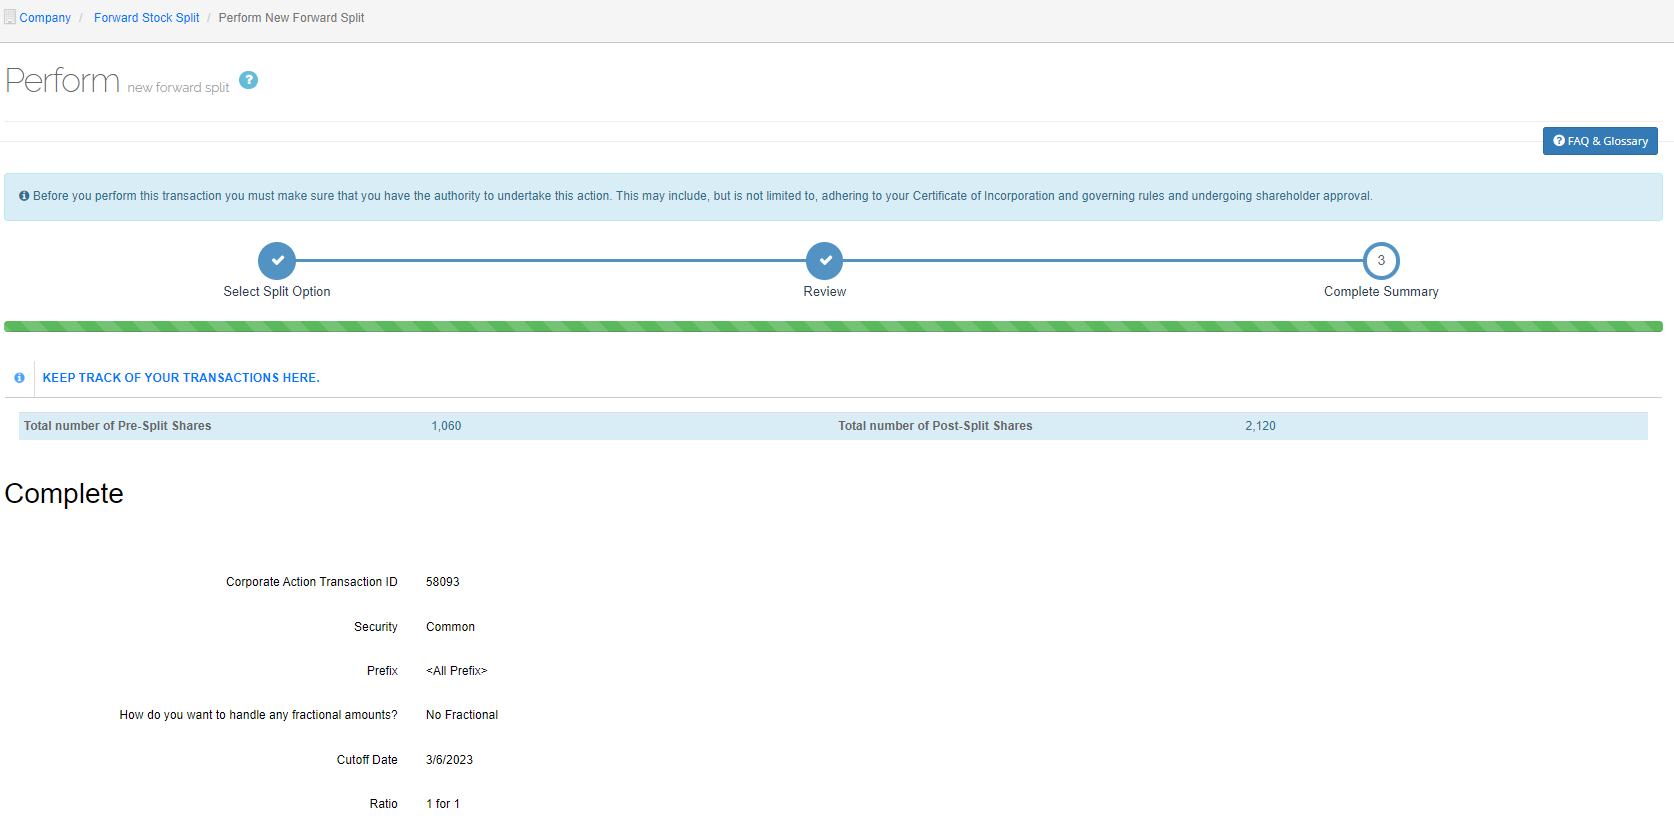 Company / Forward Stock Split / Perform New Forward Split
Perform new forward split ?
? FAQ & Glossary
Before you perform this transaction you must make sure that you have the authority to undertake this action. This may include, but is not limited to, adhering to your Certificate of Incorporation and governing rules and undergoing shareholder approval.
3
Select Split Option Review Complete Summary
KEEP TRACK OF YOUR TRANSACTIONS HERE.
Total number of Pre-Split Shares 1,060 Total number of Post-Split Shares 2,120
Complete
Corporate Action Transaction ID 58093
Security Common
Prefix <All Prefix>
How do you want to handle any fractional amounts? No Fractional
Cutoff Date 3/6/2023
Ratio 1 for 1